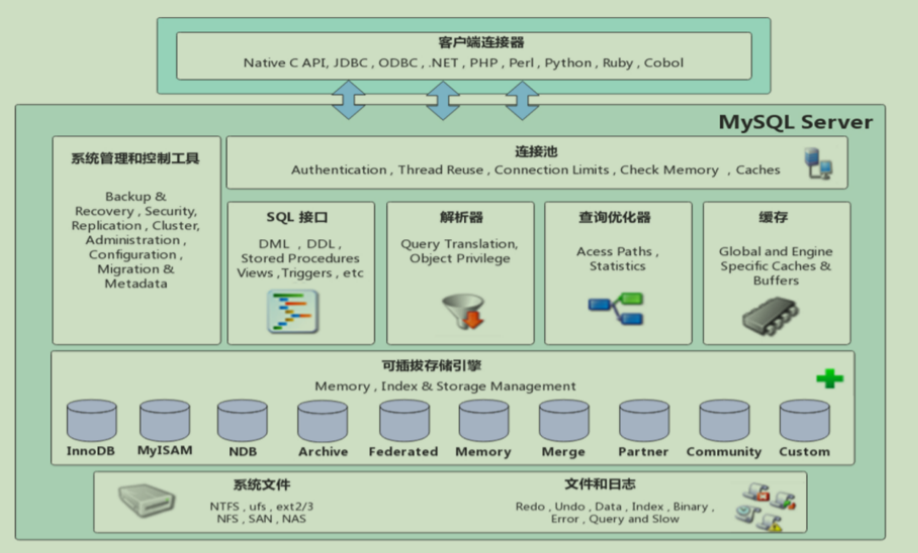 客户端连接器
Native C API, JDBC , ODBC , .NET , PHP , Perl , Python , Ruby , Cobol
MySQL Server
系统管理和控制工具
Backup &
Recovery , Security,
Replication , Cluster,
Administration ,
Configuration ,
Migration &
Metadata
连接池
Authentication , Thread Reuse , Connection Limits , Check Memory , Caches
SQL 接口
DML , DDL ,
Stored Procedures
Views ,Triggers , etc
解析器
Query Translation,
Object Privilege
查询优化器
Acess Paths ,
Statistics
缓存
Global and Engine
Specific Caches &
Buffers
可插拔存储引擎
Memory , Index & Storage Management
InnoDB
MyISAM
NDB
Archive
Federated
Memory
Merge
Partner
Community
Custom
系统文件
NTFS , ufs , ext2/3
NFS , SAN , NAS
文件和日志
Redo , Undo , Data , Index , Binary ,
Error , Query and Slow